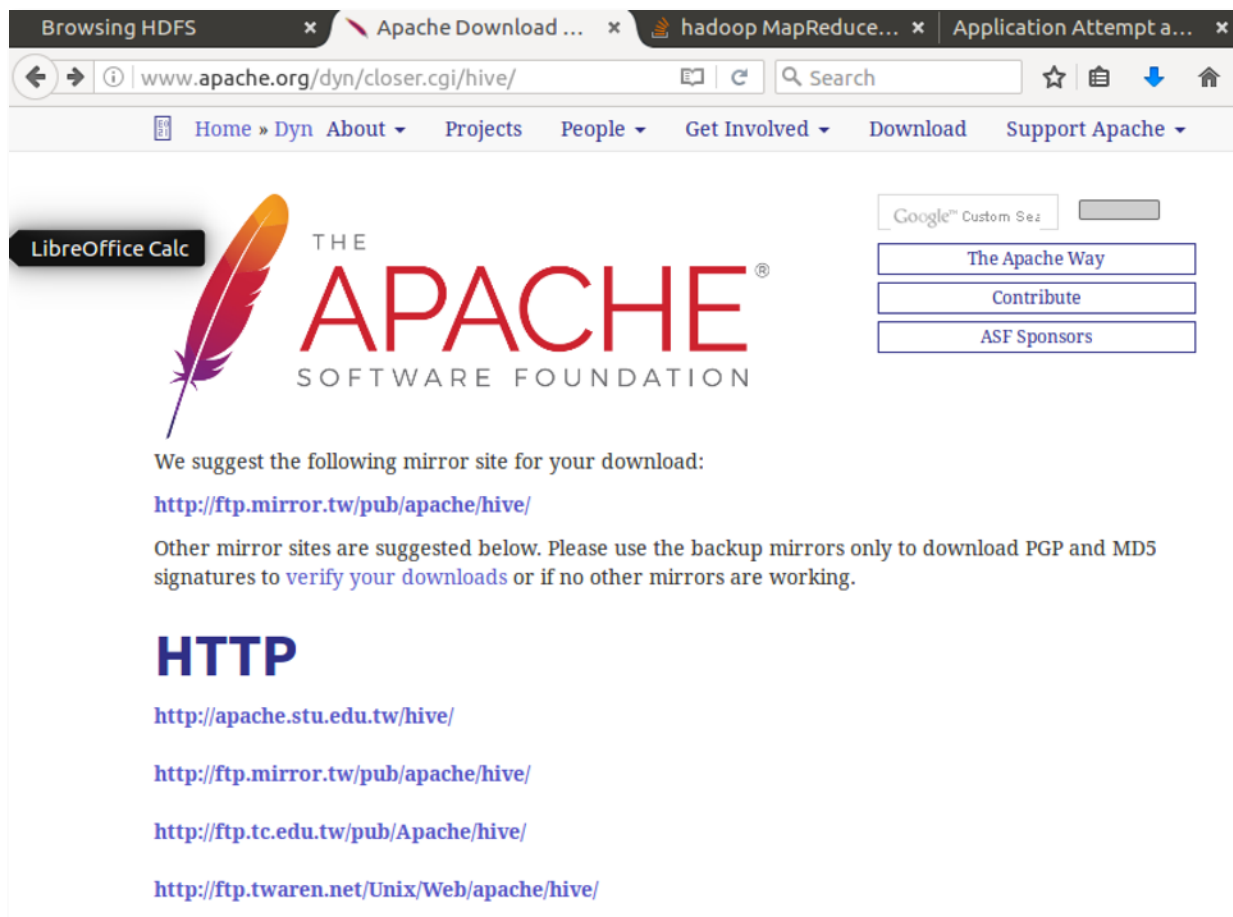 Browsing HDFS
Apache Download ...
hadoop MapReduce...
Application Attempt a...
www.apache.org/dyn/closer.cgi/hive/
Search
Home » Dyn About Projects People Get Involved Download Support Apache
LibreOffice Calc
THE
APACHE®
SOFTWARE FOUNDATION
Google™ Custom Sea
The Apache Way
Contribute
ASF Sponsors
We suggest the following mirror site for your download:
http://ftp.mirror.tw/pub/apache/hive/
Other mirror sites are suggested below. Please use the backup mirrors only to download PGP and MD5
signatures to verify your downloads or if no other mirrors are working.
HTTP
http://apache.stu.edu.tw/hive/
http://ftp.mirror.tw/pub/apache/hive/
http://ftp.tc.edu.tw/pub/Apache/hive/
http://ftp.twaren.net/Unix/Web/apache/hive/